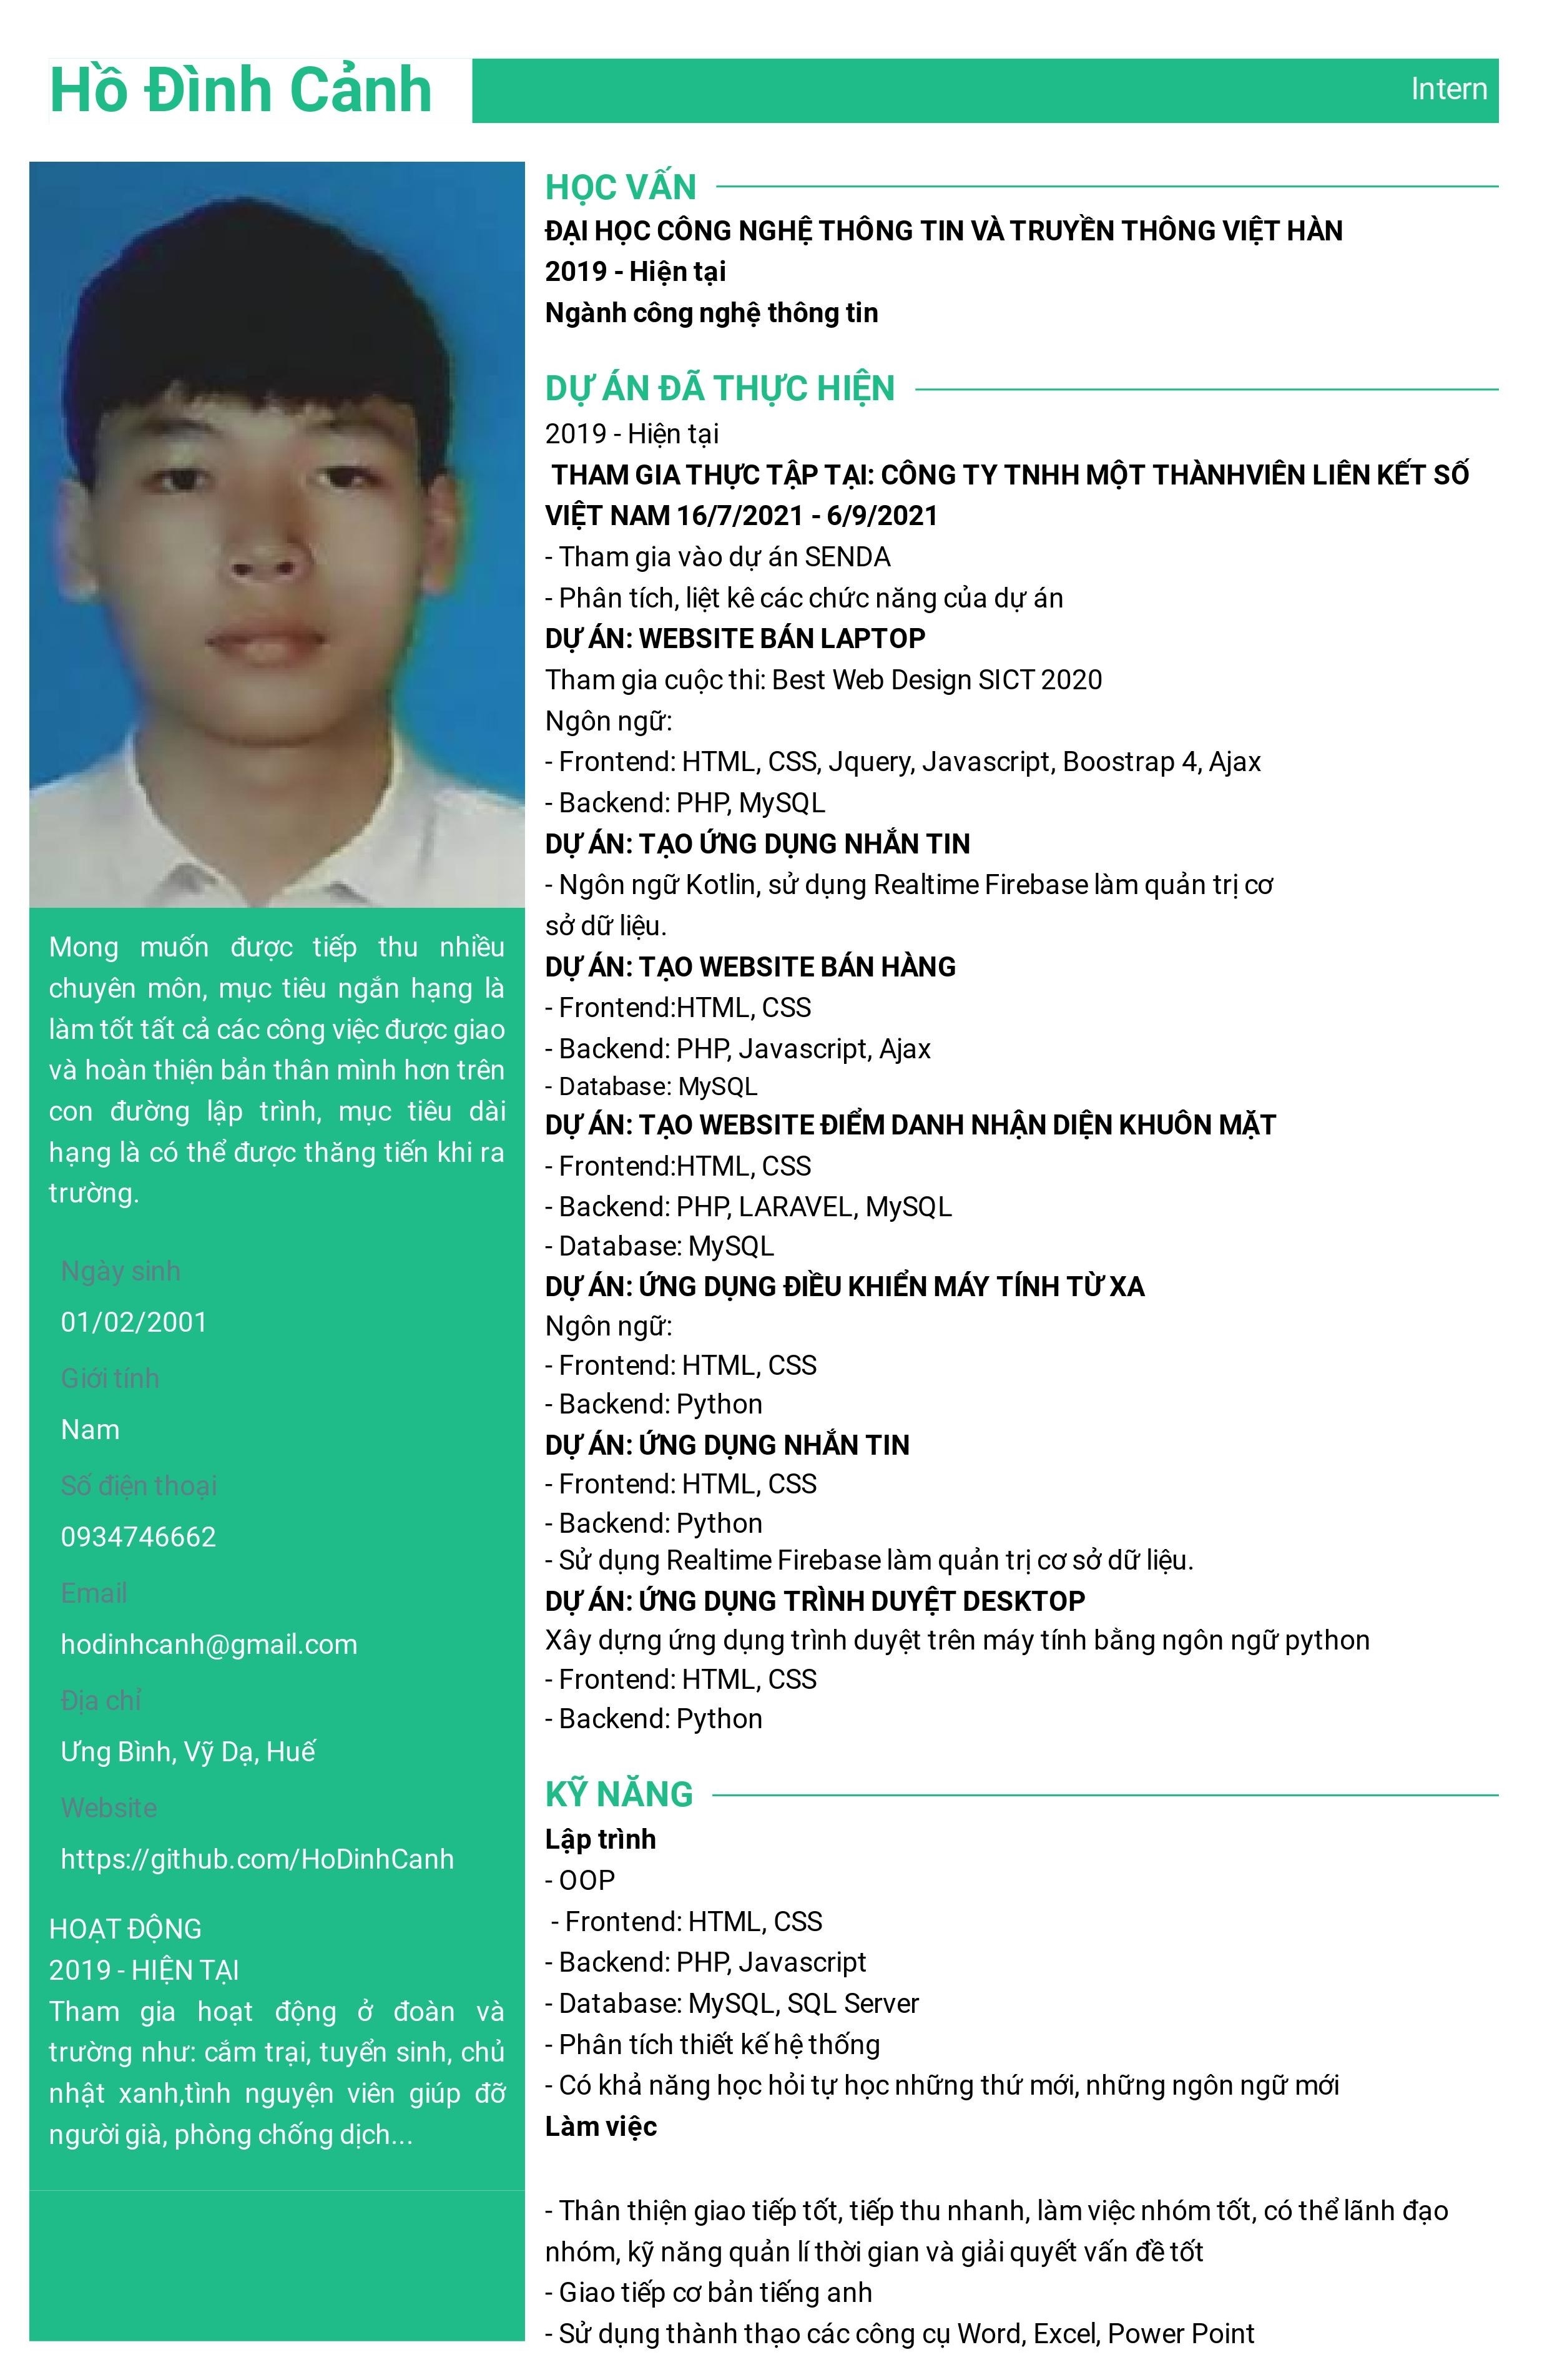 Hồ Đình Cảnh
Intern
Mong muốn được tiếp thu nhiều
chuyên môn, mục tiêu ngắn hạng là
làm tốt tất cả các công việc được giao
và hoàn thiện bản thân mình hơn trên
con đường lập trình, mục tiêu dài
hạng là có thể được thăng tiến khi ra
trường.
Ngày sinh
01/02/2001
Giới tính
Nam
Số điện thoại
0934746662
Email
hodinhcanh@gmail.com
Địa chỉ
Ưng Bình, Vỹ Dạ, Huế
Website
https://github.com/HoDinhCanh
HOẠT ĐỘNG
2019 - HIỆN TẠI
Tham gia hoạt động ở đoàn và
trường như: cắm trại, tuyển sinh, chủ
nhật xanh,tình nguyện viên giúp đỡ
người già, phòng chống dịch...
HỌC VẤN
ĐẠI HỌC CÔNG NGHỆ THÔNG TIN VÀ TRUYỀN THÔNG VIỆT HÀN
2019 - Hiện tại
Ngành công nghệ thông tin
DỰ ÁN ĐÃ THỰC HIỆN
2019 - Hiện tại
THAM GIA THỰC TẬP TẠI: CÔNG TY TNHH MỘT THÀNHVIÊN LIÊN KẾT SỐ
VIỆT NAM 16/7/2021 - 6/9/2021
- Tham gia vào dự án SENDA
- Phân tích, liệt kê các chức năng của dự án
DỰ ÁN: WEBSITE BÁN LAPTOP
Tham gia cuộc thi: Best Web Design SICT 2020
Ngôn ngữ:
- Frontend: HTML, CSS, Jquery, Javascript, Boostrap 4, Ajax
- Backend: PHP, MySQL
DỰ ÁN: TẠO ỨNG DỤNG NHẮN TIN
- Ngôn ngữ Kotlin, sử dụng Realtime Firebase làm quản trị cơ
sở dữ liệu.
DỰ ÁN: TẠO WEBSITE BÁN HÀNG
- Frontend:HTML, CSS
- Backend: PHP, Javascript, Ajax
- Database: MySQL
DỰ ÁN: TẠO WEBSITE ĐIỂM DANH NHẬN DIỆN KHUÔN MẶT
- Frontend:HTML, CSS
- Backend: PHP, LARAVEL, MySQL
- Database: MySQL
DỰ ÁN: ỨNG DỤNG ĐIỀU KHIỂN MÁY TÍNH TỪ XA
Ngôn ngữ:
- Frontend: HTML, CSS
- Backend: Python
DỰ ÁN: ỨNG DỤNG NHẮN TIN
- Frontend: HTML, CSS
- Backend: Python
- Sử dụng Realtime Firebase làm quản trị cơ sở dữ liệu.
DỰ ÁN: ỨNG DỤNG TRÌNH DUYỆT DESKTOP
Xây dựng ứng dụng trình duyệt trên máy tính bằng ngôn ngữ python
- Frontend: HTML, CSS
- Backend: Python
KỸ NĂNG
Lập trình
- OOP
- Frontend: HTML, CSS
- Backend: PHP, Javascript
- Database: MySQL, SQL Server
- Phân tích thiết kế hệ thống
- Có khả năng học hỏi tự học những thứ mới, những ngôn ngữ mới
Làm việc
- Thân thiện giao tiếp tốt, tiếp thu nhanh, làm việc nhóm tốt, có thể lãnh đạo
nhóm, kỹ năng quản lí thời gian và giải quyết vấn đề tốt
- Giao tiếp cơ bản tiếng anh
- Sử dụng thành thạo các công cụ Word, Excel, Power Point